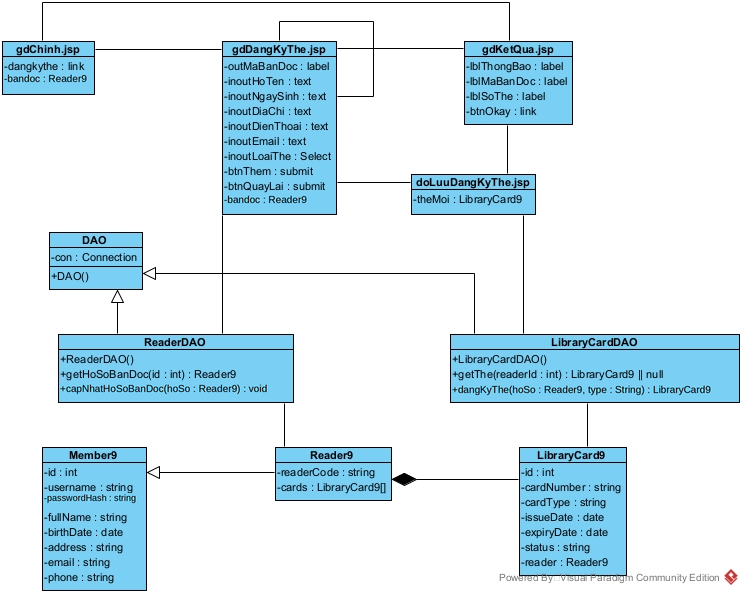 gdChinh.jsp
-dangkythe : link
-bandoc : Reader9
gdDangKyThe.jsp
-outMaBanDoc : label
-inoutHoTen : text
-inoutNgaySinh : text
-inoutDiaChi : text
-inoutDienThoai : text
-inoutEmail : text
-inoutLoaiThe : Select
-btnThem : submit
-btnQuayLai : submit
-bandoc : Reader9
gdKetQua.jsp
-lblThongBao : label
-lblMaBanDoc : label
-lblSoThe : label
-btnOkay : link
doLuuDangKyThe.jsp
-theMoi : LibraryCard9
DAO
-con : Connection
+DAO()
ReaderDAO
+ReaderDAO()
+getHoSoBanDoc(id : int) : Reader9
+capNhatHoSoBanDoc(hoSo : Reader9) : void
LibraryCardDAO
+LibraryCardDAO()
+getThe(readerId : int) : LibraryCard9 || null
+dangKyThe(hoSo : Reader9, type : String) : LibraryCard9
Member9
-id : int
-username : string
-passwordHash : string
-fullName : string
-birthDate : date
-address : string
-email : string
-phone : string
Reader9
-readerCode : string
-cards : LibraryCard9[]
LibraryCard9
-id : int
-cardNumber : string
-cardType : string
-issueDate : date
-expiryDate : date
-status : string
-reader : Reader9
Powered By: Visual Paradigm Community Edition